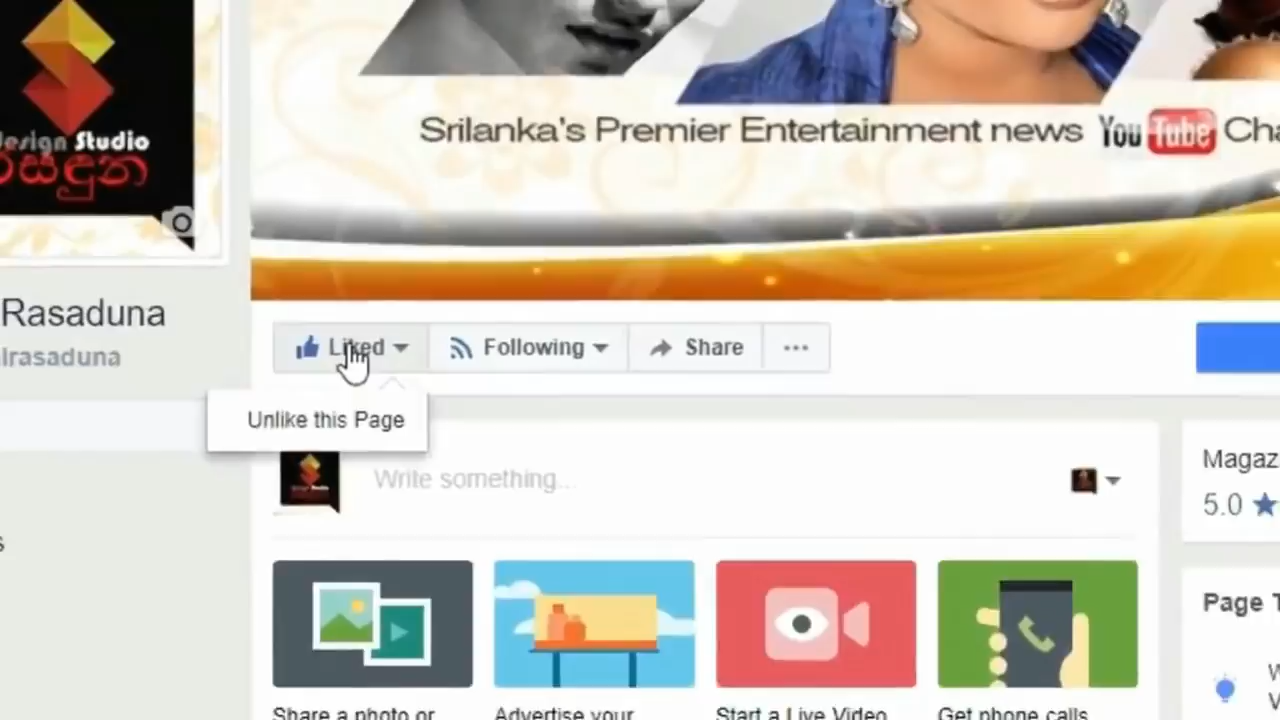 Design Studio
රසඳුන
Srilanka's Premier Entertainment news YouTube
Rasaduna
Liked
Following
Share
Unlike this Page
Write something...
Magaz
5.0
Page T
Share a photo or
Advertise your
Start a Live Video
Get phone calls